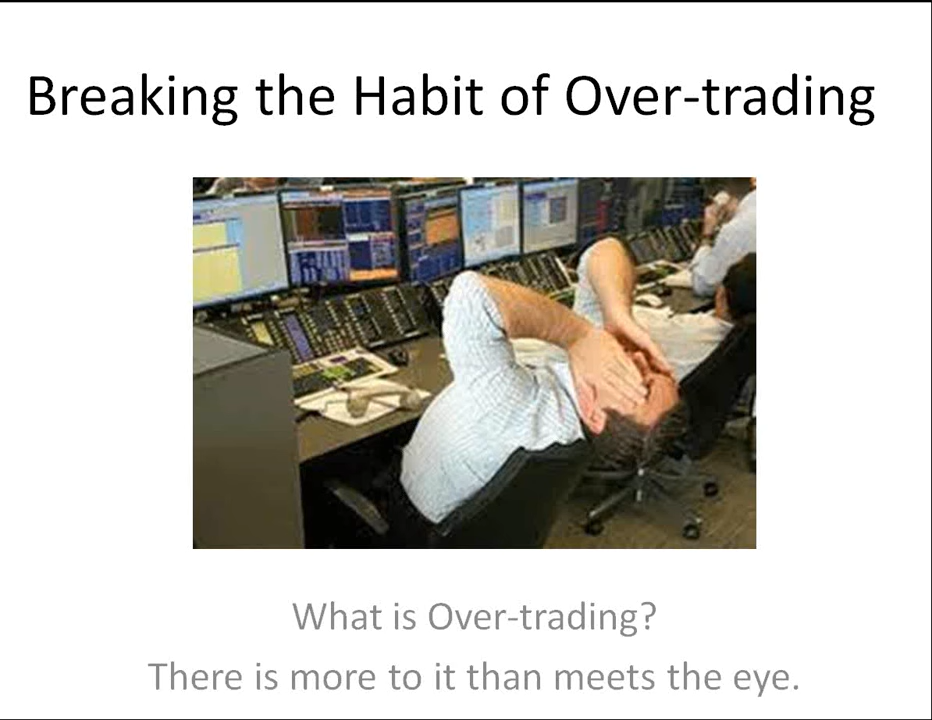 Breaking the Habit of Over-trading
What is Over-trading?
There is more to it than meets the eye.